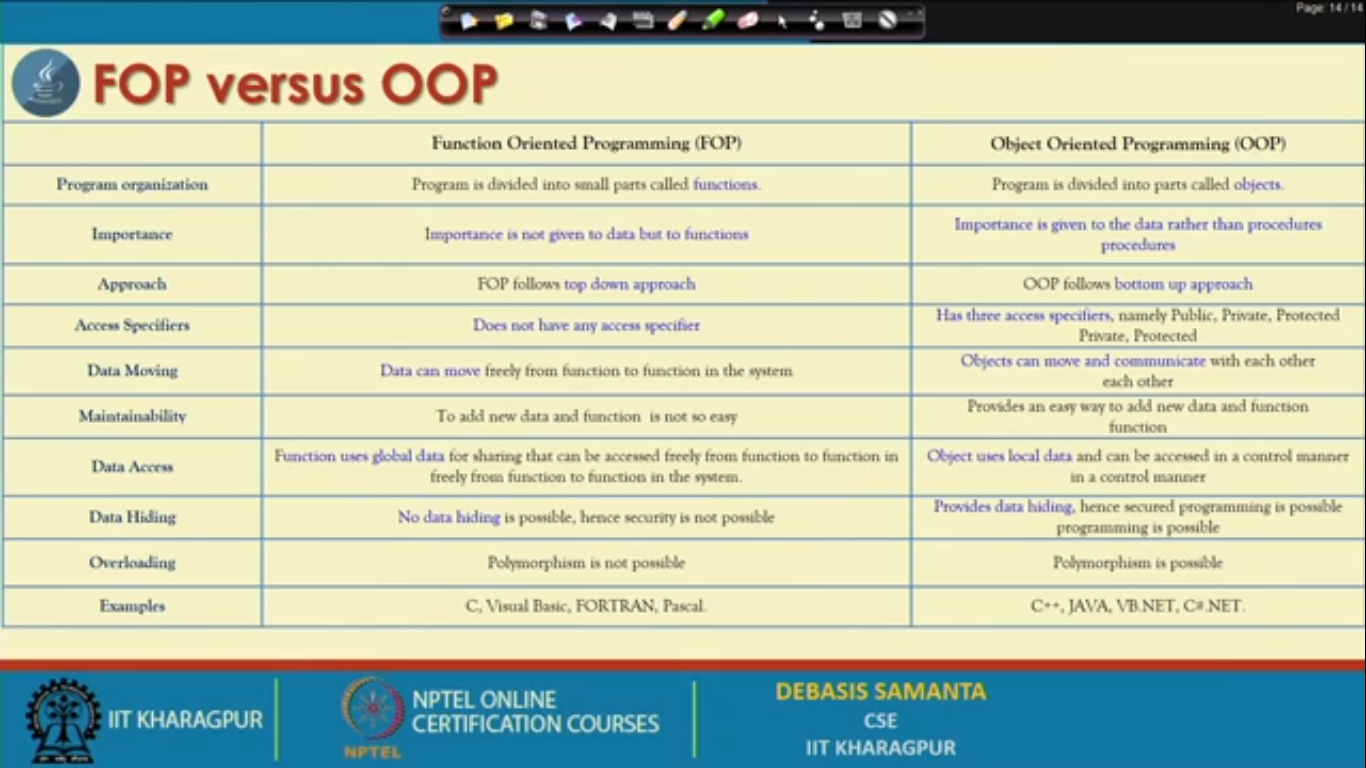 Page: 14 / 14
FOP versus OOP
Function Oriented Programming (FOP)
Object Oriented Programming (OOP)
Program organization
Program is divided into small parts called functions.
Program is divided into parts called objects.
Importance
Importance is not given to data but to functions
Importance is given to the data rather than procedures
procedures
Approach
FOP follows top down approach
OOP follows bottom up approach
Access Specifiers
Does not have any access specifier
Has three access specifiers, namely Public, Private, Protected
Private, Protected
Data Moving
Data can move freely from function to function in the system
Objects can move and communicate with each other
each other
Maintainability
To add new data and function is not so easy
Provides an easy way to add new data and function
function
Data Access
Function uses global data for sharing that can be accessed freely from function to function in
freely from function to function in the system.
Object uses local data and can be accessed in a control manner
in a control manner
Data Hiding
No data hiding is possible, hence security is not possible
Provides data hiding, hence secured programming is possible
programming is possible
Overloading
Polymorphism is not possible
Polymorphism is possible
Examples
C, Visual Basic, FORTRAN, Pascal.
C++, JAVA, VB.NET, C#.NET.
IIT KHARAGPUR
NPTEL
NPTEL ONLINE
CERTIFICATION COURSES
DEBASIS SAMANTA
CSE
IIT KHARAGPUR